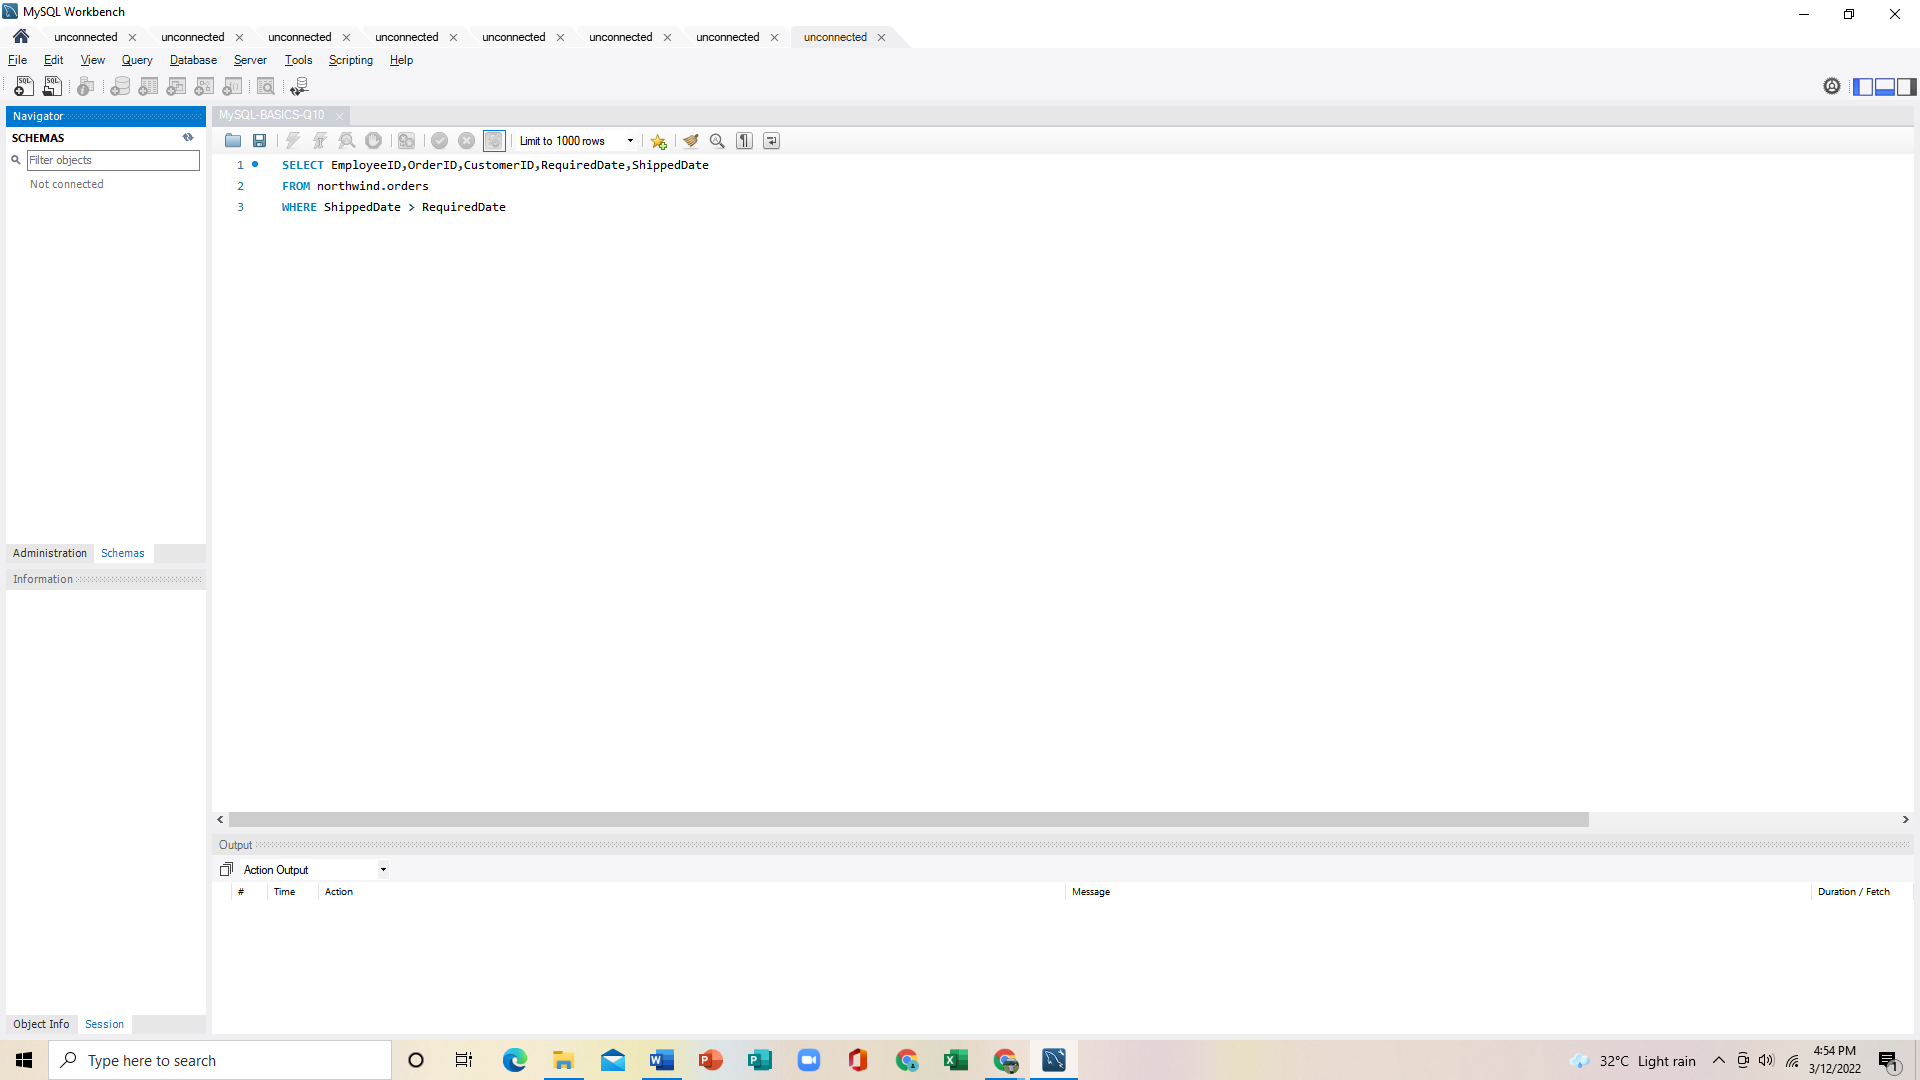 MySQL Workbench
unconnected unconnected unconnected unconnected unconnected unconnected unconnected unconnected
File Edit View Query Database Server Tools Scripting Help
Navigator
MySQL-BASICS-Q10
SCHEMAS
Limit to 1000 rows
Filter objects
Not connected
1 SELECT EmployeeID,OrderID,CustomerID,RequiredDate,ShippedDate
2 FROM northwind.orders
3 WHERE ShippedDate > RequiredDate
Administration Schemas
Information
Output
Action Output
# Time Action Message Duration / Fetch
Object Info Session
Type here to search
32°C Light rain
4:54 PM
3/12/2022
1